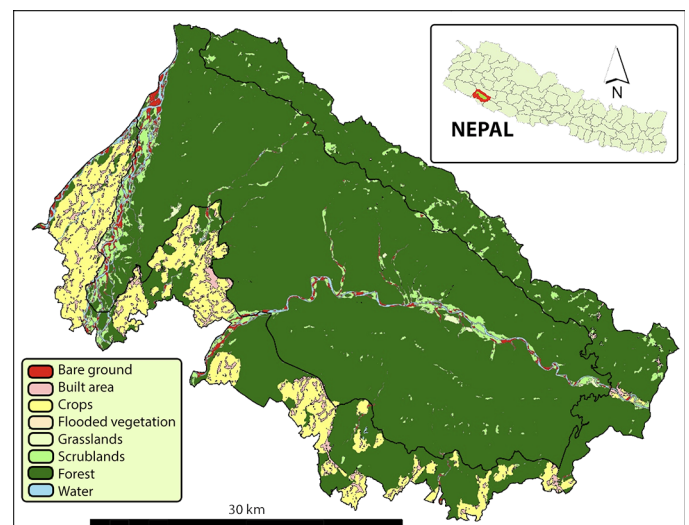 N
NEPAL
Bare ground
Built area
Crops
Flooded vegetation
Grasslands
Scrublands
Forest
Water
30 km